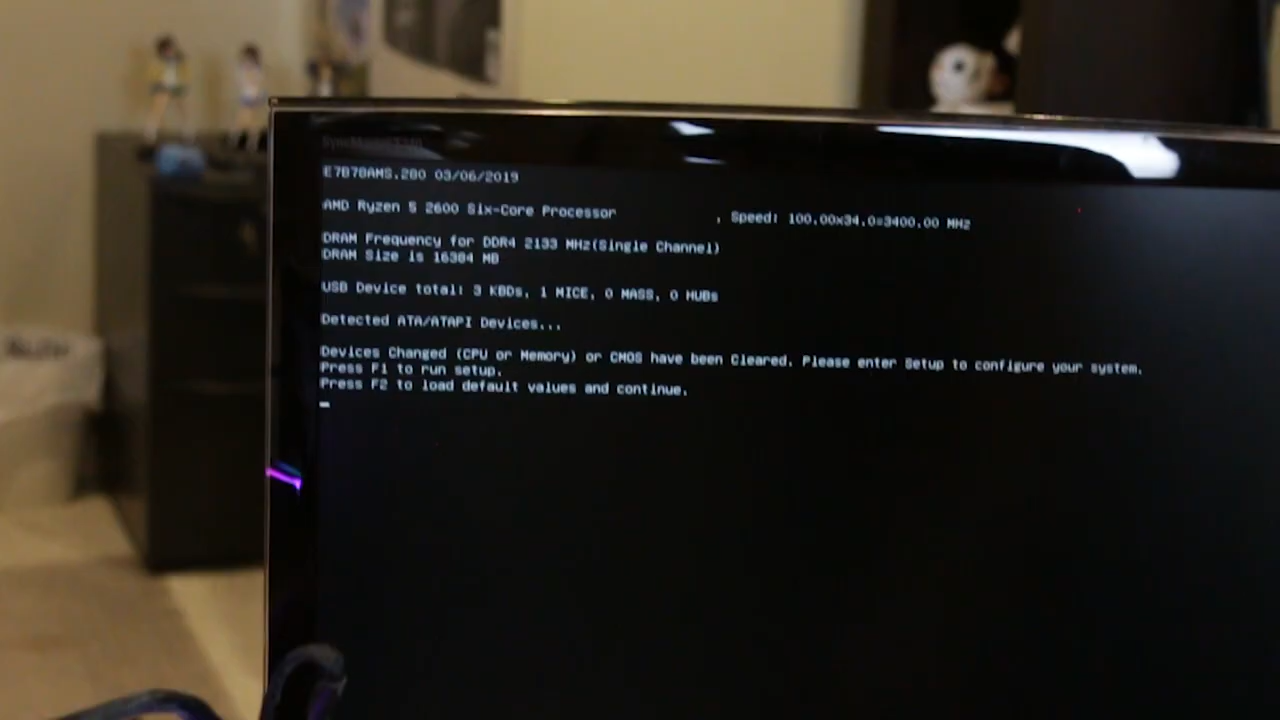 E7B78AMS.280 03/06/2019
AMD Ryzen 5 2600 Six-Core Processor , Speed: 100.00x34.0=3400.00 MHz
DRAM Frequency for DDR4 2133 MHz(Single Channel)
DRAM Size is 16384 MB
USB Device total: 3 KBDs, 1 MICE, 0 MASS, 0 HUBs
Detected ATA/ATAPI Devices...
Devices Changed (CPU or Memory) or CMOS have been Cleared. Please enter Setup to configure your system.
Press F1 to run setup.
Press F2 to load default values and continue.